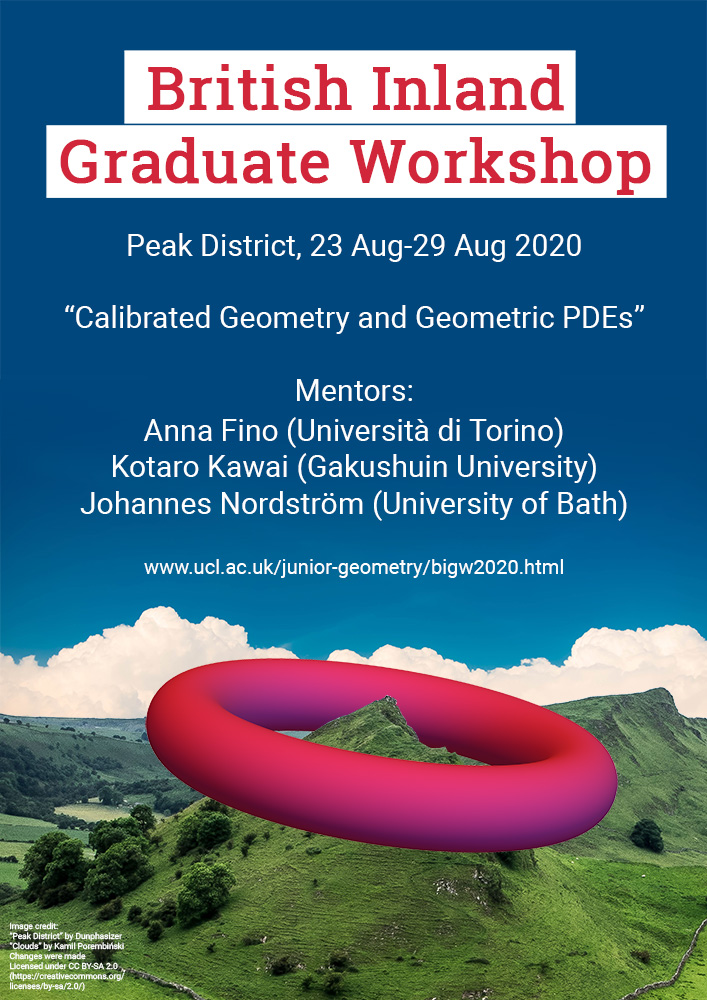 British Inland
Graduate Workshop
Peak District, 23 Aug-29 Aug 2020
“Calibrated Geometry and Geometric PDEs”
Mentors:
Anna Fino (Università di Torino)
Kotaro Kawai (Gakushuin University)
Johannes Nordström (University of Bath)
www.ucl.ac.uk/junior-geometry/bigw2020.html
Image credit:
“Peak District” by Dunphasizer
“Clouds” by Kamil Porembiński
Changes were made
Licensed under CC BY-SA 2.0
(https://creativecommons.org/
licenses/by-sa/2.0/)